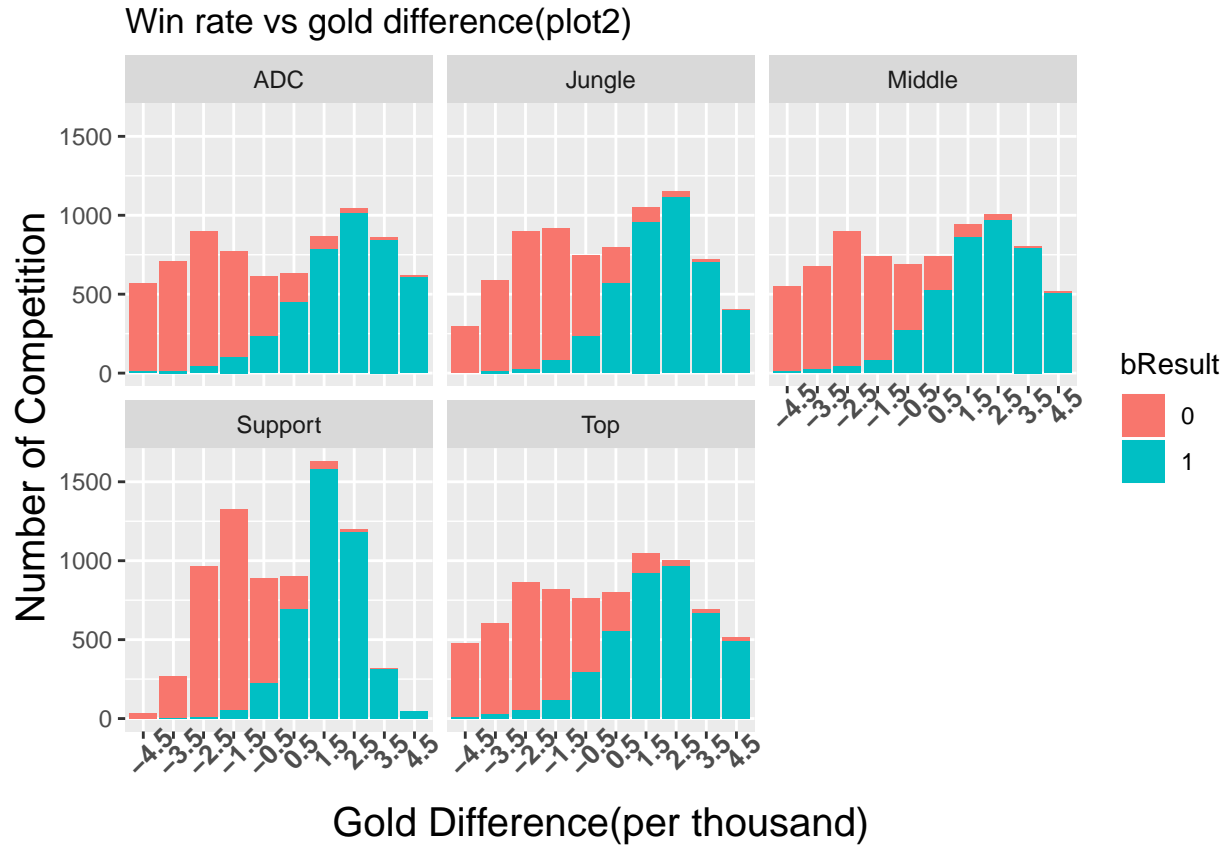 Win rate vs gold difference(plot2)
ADC
Jungle
Middle
1500
1000
500
0
−4.5 −3.5 −2.5 −1.5 −0.5 0.5 1.5 2.5 3.5 4.5
Support
Top
1500
1000
500
0
−4.5 −3.5 −2.5 −1.5 −0.5 0.5 1.5 2.5 3.5 4.5
−4.5 −3.5 −2.5 −1.5 −0.5 0.5 1.5 2.5 3.5 4.5
Number of Competition
Gold Difference(per thousand)
bResult
0
1